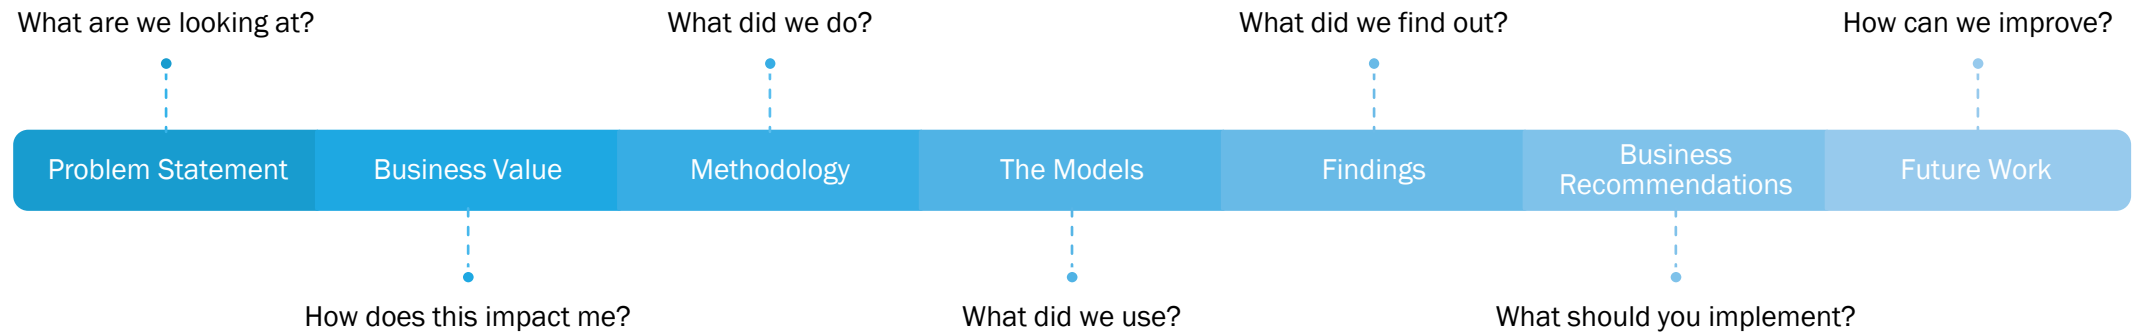 What are we looking at?
What did we do?
What did we find out?
How can we improve?
Problem Statement
Business Value
Methodology
The Models
Findings
Business
Recommendations
Future Work
How does this impact me?
What did we use?
What should you implement?